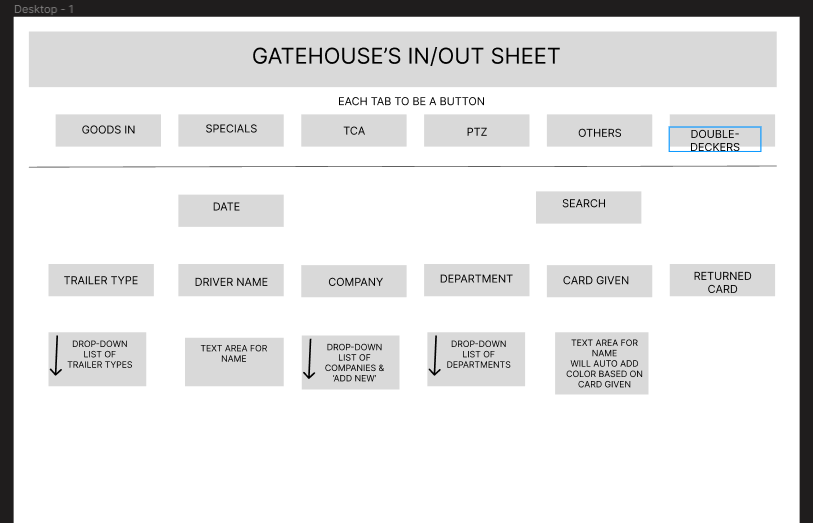 Desktop - 1
GATEHOUSE'S IN/OUT SHEET
EACH TAB TO BE A BUTTON
GOODS IN
SPECIALS
TCA
PTZ
OTHERS
DOUBLE-
DECKERS
DATE
SEARCH
TRAILER TYPE
DRIVER NAME
COMPANY
DEPARTMENT
CARD GIVEN
RETURNED
CARD
DROP-DOWN
LIST OF
TRAILER TYPES
TEXT AREA FOR
NAME
DROP-DOWN
LIST OF
COMPANIES &
'ADD NEW'
DROP-DOWN
LIST OF
DEPARTMENTS
TEXT AREA FOR
NAME
WILL AUTO ADD
COLOR BASED ON
CARD GIVEN